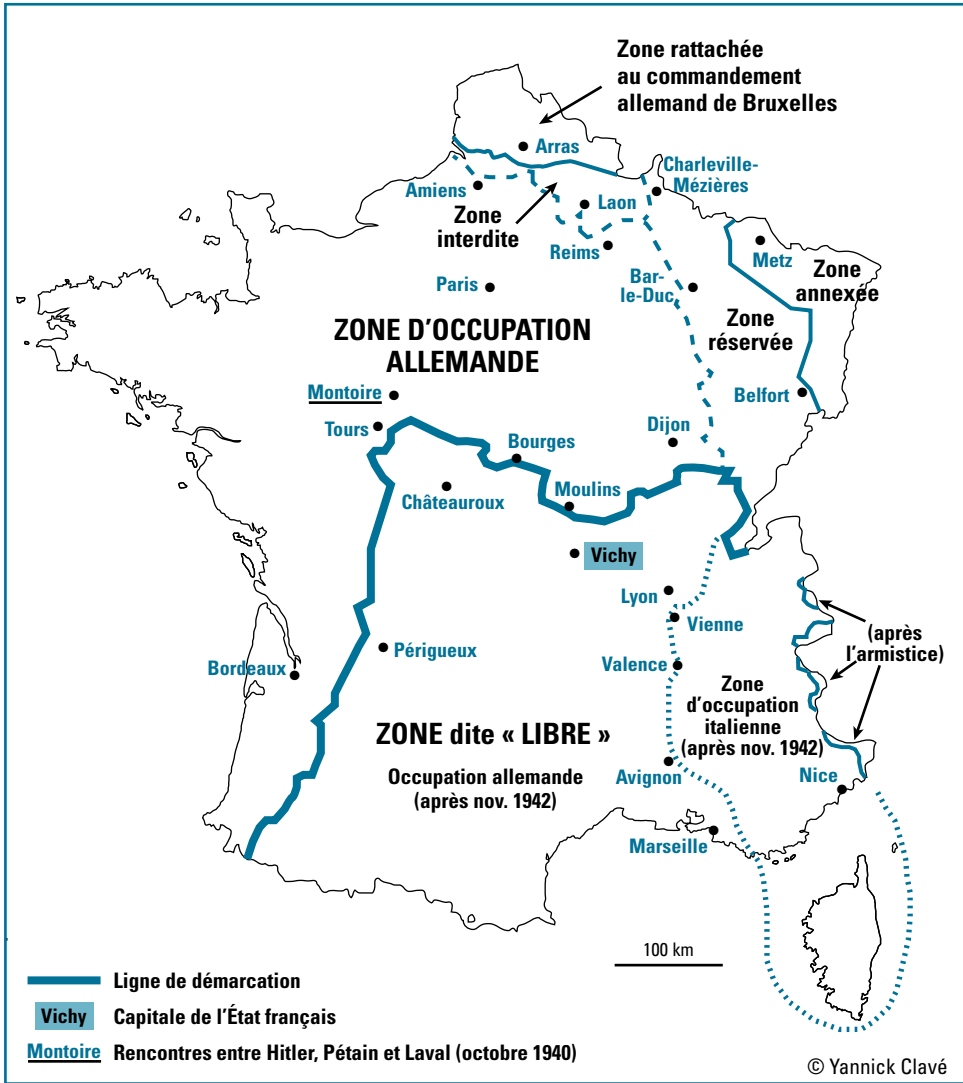 Zone rattachée
au commandement
allemand de Bruxelles
Arras
Charleville-
Mézières
Amiens
Laon
Zone
interdite
Reims
Metz
Zone
annexée
Paris
Bar-
le-Duc
Zone
réservée
ZONE D'OCCUPATION
ALLEMANDE
Montoire
Belfort
Tours
Bourges
Dijon
Châteauroux
Moulins
Vichy
Lyon
Vienne
(après
l'armistice)
Périgueux
Bordeaux
Valence
Zone
d'occupation
italienne
(après nov. 1942)
ZONE dite « LIBRE »
Occupation allemande
(après nov. 1942)
Avignon
Nice
Marseille
100 km
Ligne de démarcation
Vichy Capitale de l'État français
Montoire Rencontres entre Hitler, Pétain et Laval (octobre 1940)
© Yannick Clavé